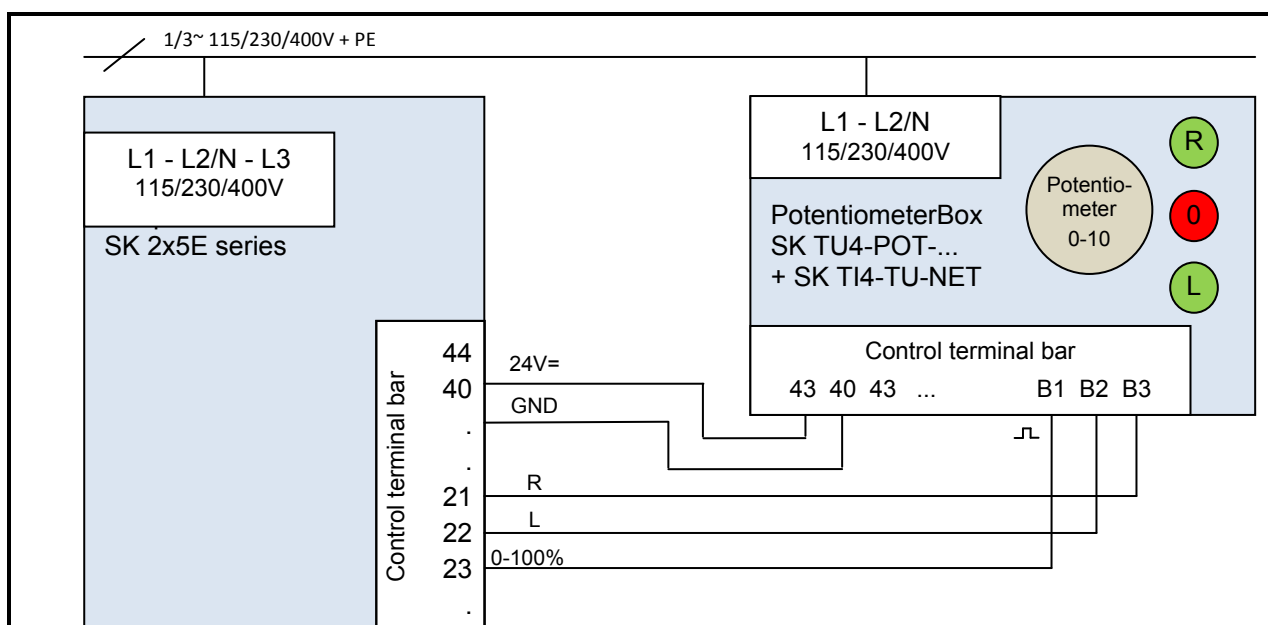 1/3~ 115/230/400V + PE
L1 - L2/N - L3
115/230/400V
SK 2x5E series
Control terminal bar
44
40
.
.
21
22
23
.
24V=
GND
R
L
0-100%
L1 - L2/N
115/230/400V
PotentiometerBox
SK TU4-POT-...
+ SK TI4-TU-NET
Potentio-
meter
0-10
R
0
L
Control terminal bar
43 40 43 ... B1 B2 B3